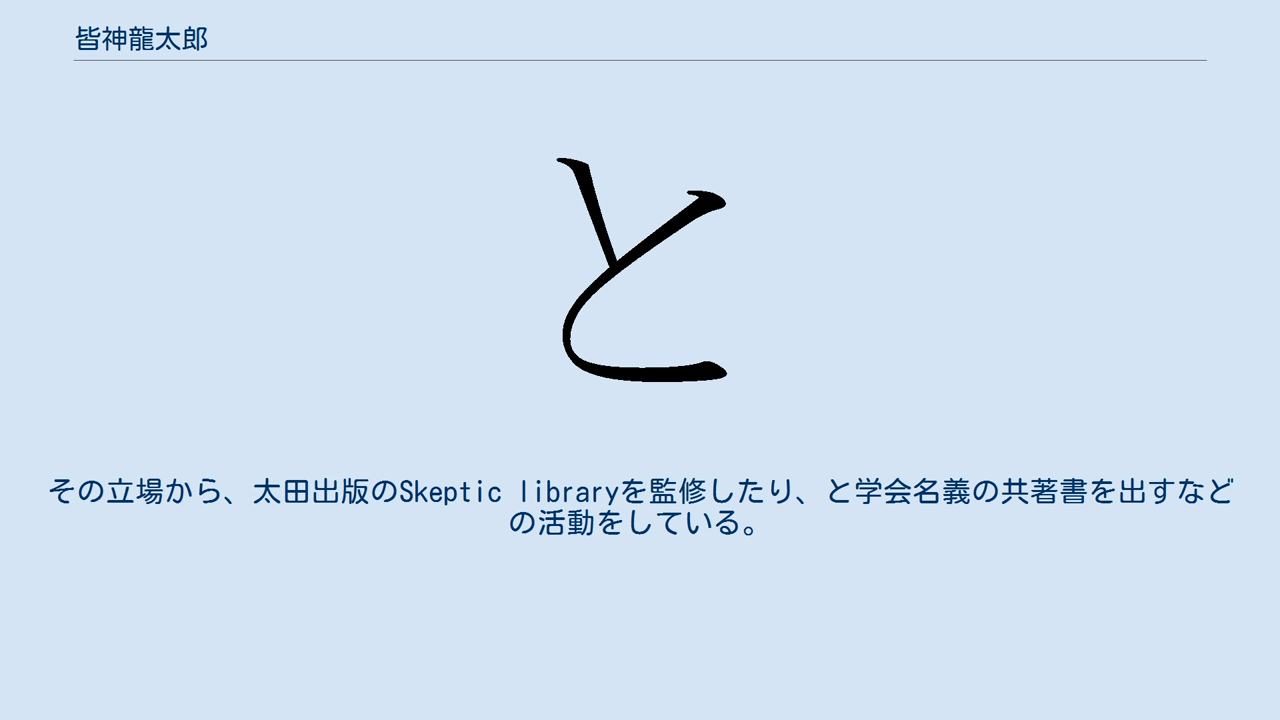 皆神龍太郎
と
その立場から、太田出版のSkeptic libraryを監修したり、と学会名義の共著書を出すなど
の活動をしている。